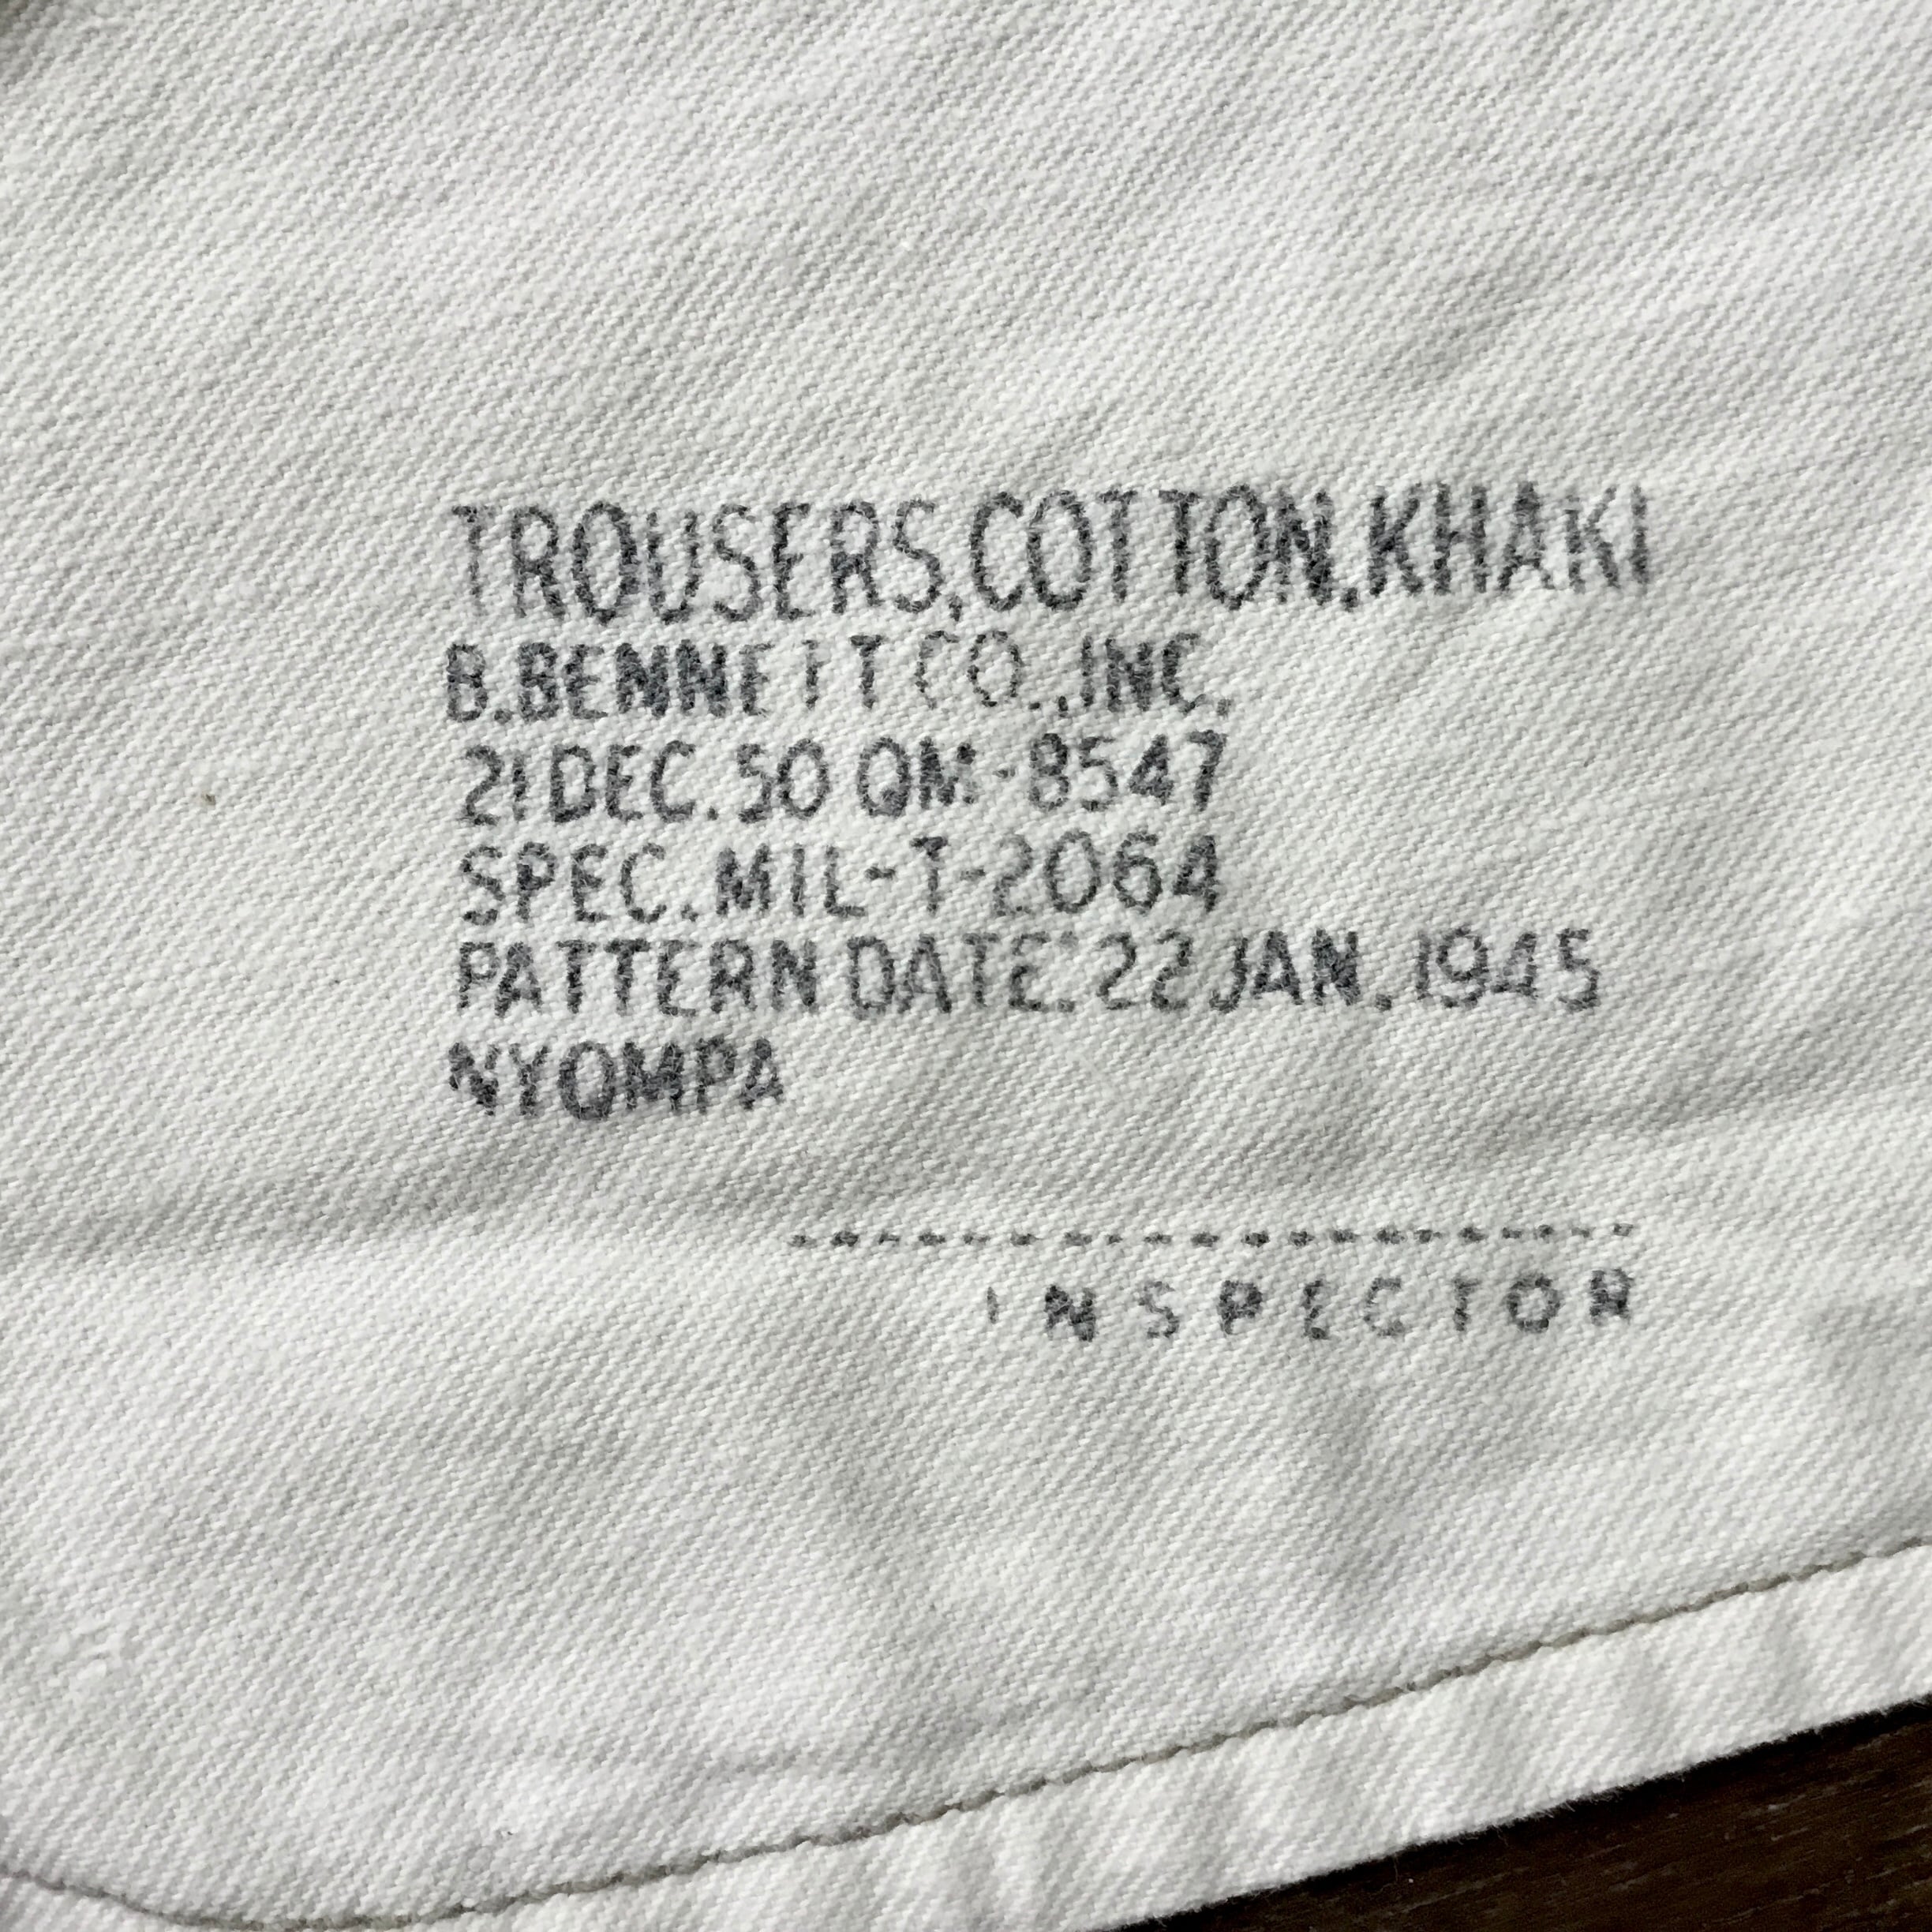 TROUSERS, COTTON, KHAKI
B. BENNETT CO., INC.
21 DEC. 50 QM-8547
SPEC. MIL-T-2064
PATTERN DATE: 22 JAN. 1945
NYQMPA
INSPECTOR